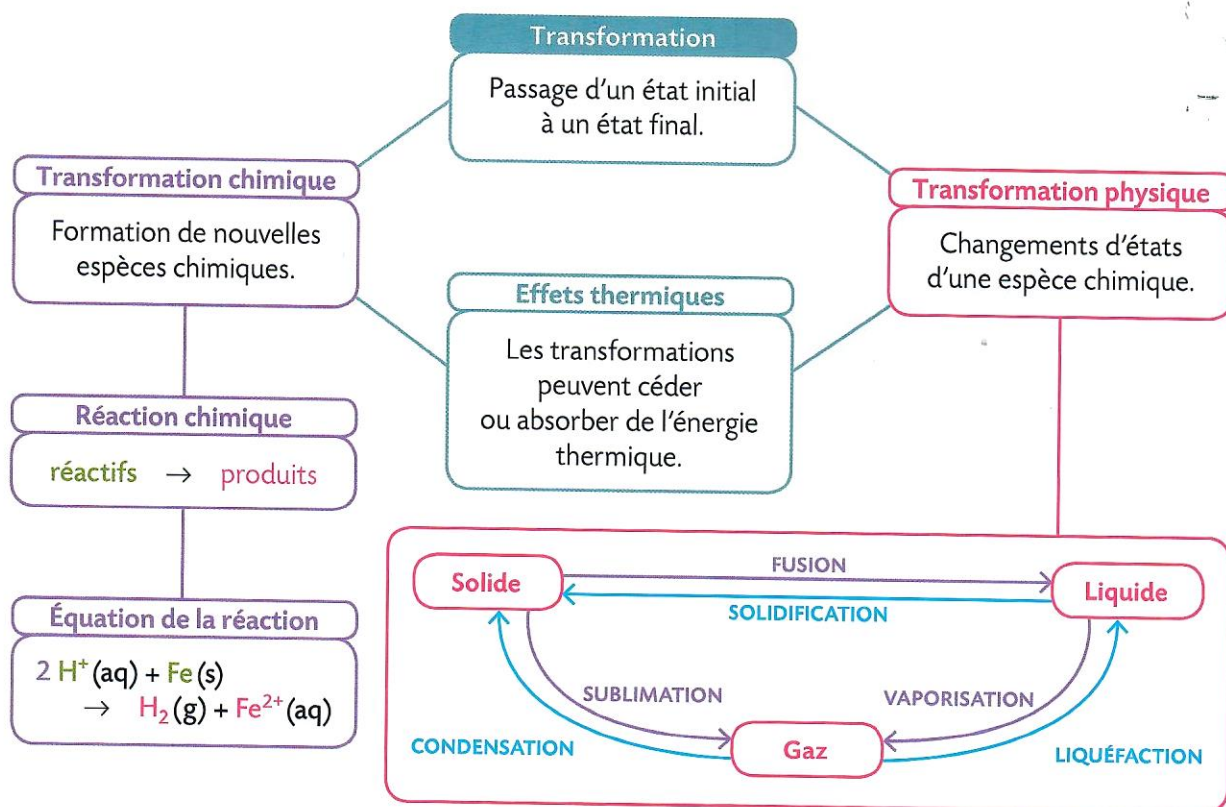 Transformation
Passage d'un état initial
à un état final.
Transformation chimique
Formation de nouvelles
espèces chimiques.
Transformation physique
Changements d'états
d'une espèce chimique.
Effets thermiques
Les transformations
peuvent céder
ou absorber de l'énergie
thermique.
Réaction chimique
réactifs → produits
Équation de la réaction
2 H⁺(aq) + Fe(s)
→ H₂(g) + Fe²⁺(aq)
Solide
FUSION
SOLIDIFICATION
Liquide
SUBLIMATION
VAPORISATION
CONDENSATION
Gaz
LIQUÉFACTION